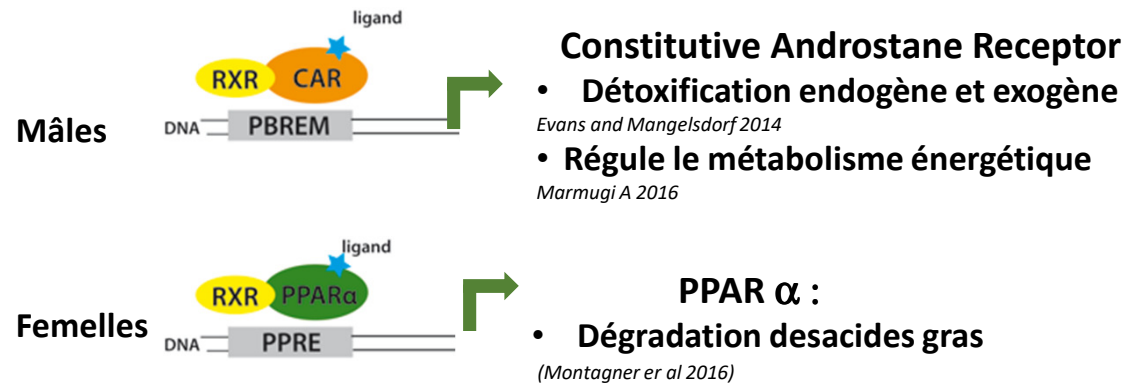 ligand
RXR CAR
Mâles
DNA PBREM
Constitutive Androstane Receptor
• Détoxification endogène et exogène
Evans and Mangelsdorf 2014
• Régule le métabolisme énergétique
Marmugi A 2016
ligand
RXR PPARα
Femelles
DNA PPRE
PPAR α :
• Dégradation desacides gras
(Montagner er al 2016)